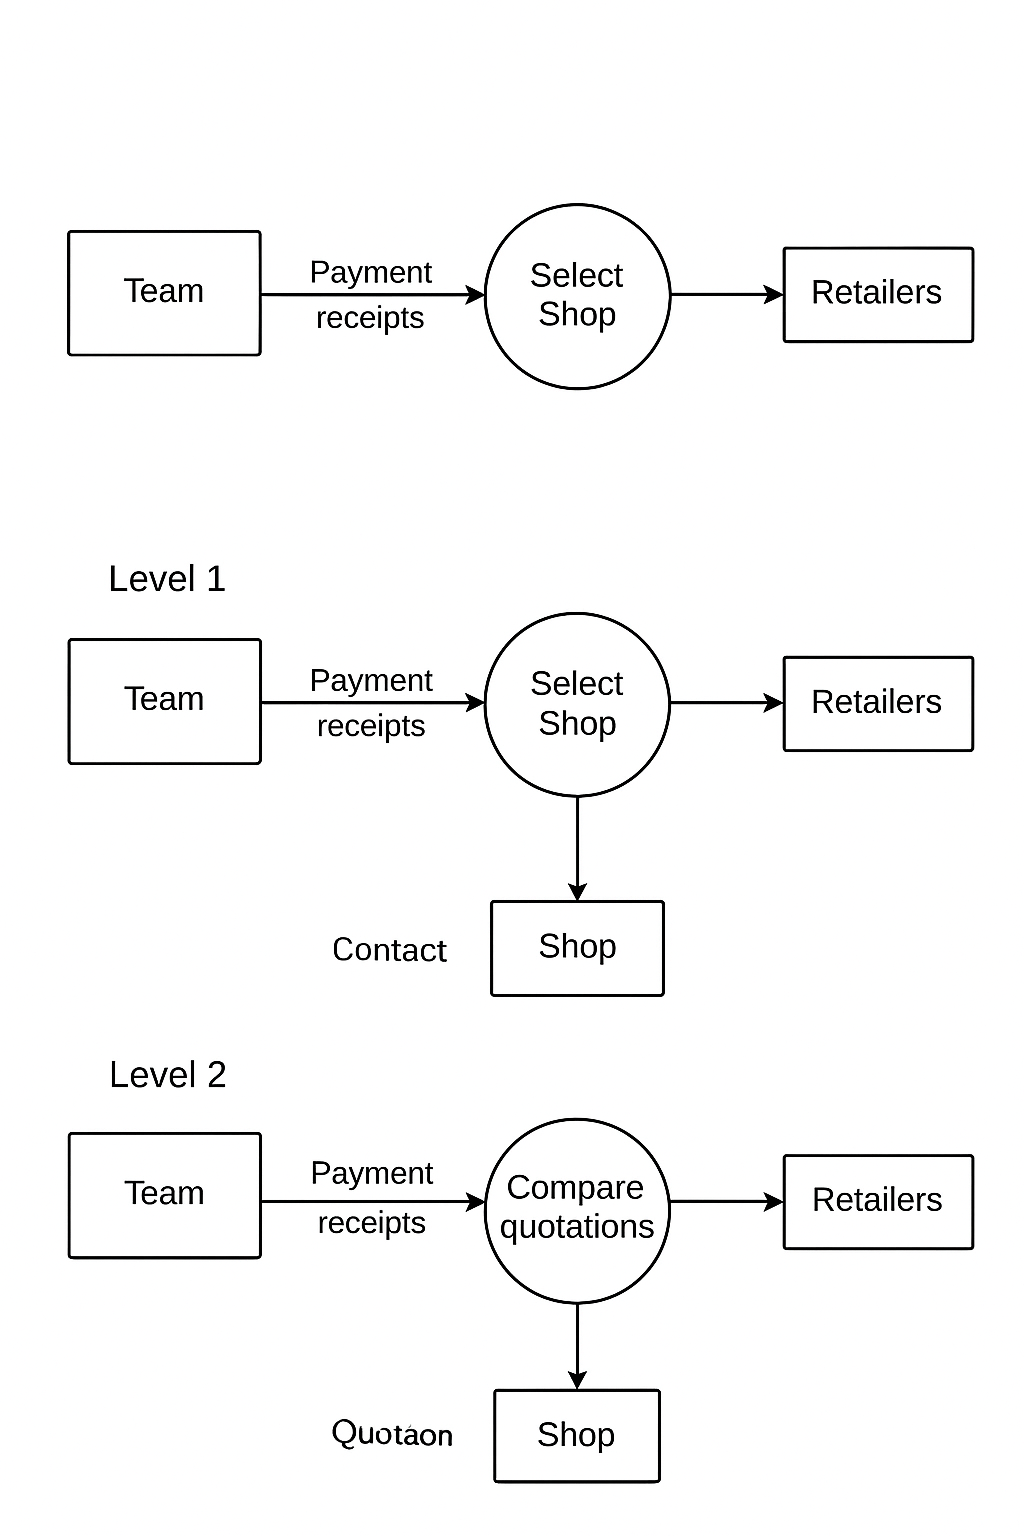 Team
Payment
receipts
Select
Shop
Retailers
Level 1
Team
Payment
receipts
Select
Shop
Retailers
Contact
Shop
Level 2
Team
Payment
receipts
Compare
quotations
Retailers
Quotáon
Shop